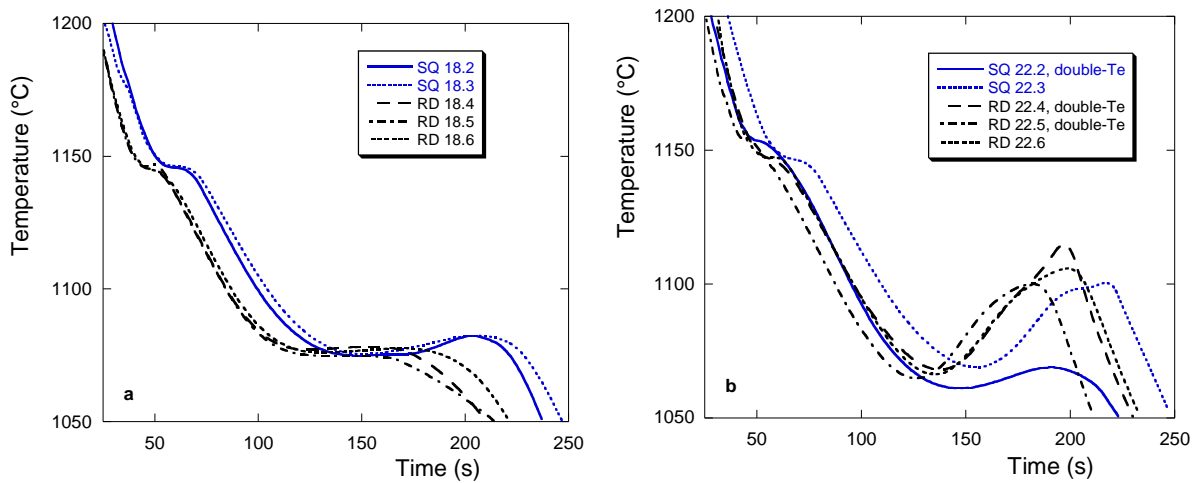 1200
1150
1100
1050
Temperature (°C)
SQ 18.2
SQ 18.3
RD 18.4
RD 18.5
RD 18.6
a
50
100
150
200
250
Time (s)
1200
1150
1100
1050
Temperature (°C)
SQ 22.2, double-Te
SQ 22.3
RD 22.4, double-Te
RD 22.5, double-Te
RD 22.6
b
50
100
150
200
250
Time (s)